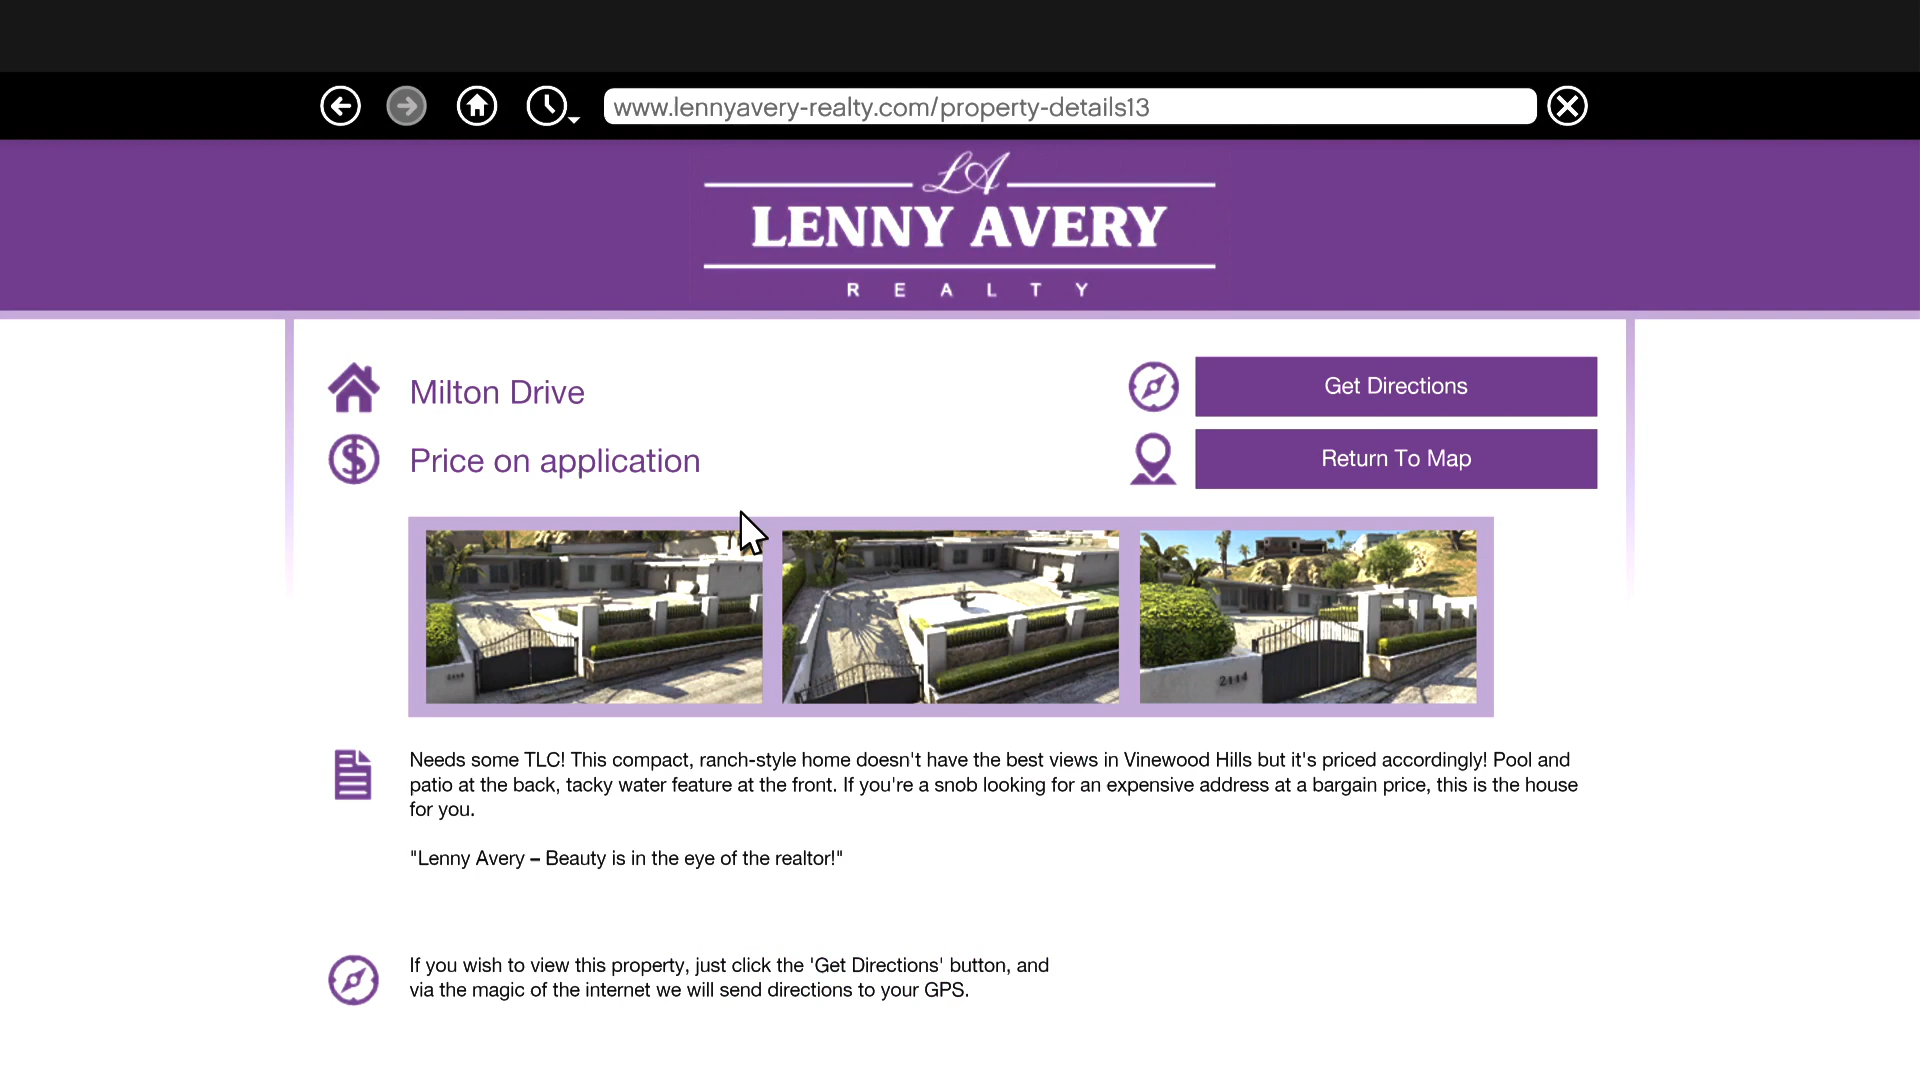 www.lennyavery-realty.com/property-details13
LA
LENNY AVERY
REALTY
Milton Drive
Get Directions
Price on application
Return To Map
2114
Needs some TLC! This compact, ranch-style home doesn't have the best views in Vinewood Hills but it's priced accordingly! Pool and
patio at the back, tacky water feature at the front. If you're a snob looking for an expensive address at a bargain price, this is the house
for you.
"Lenny Avery – Beauty is in the eye of the realtor!"
If you wish to view this property, just click the 'Get Directions' button, and
via the magic of the internet we will send directions to your GPS.